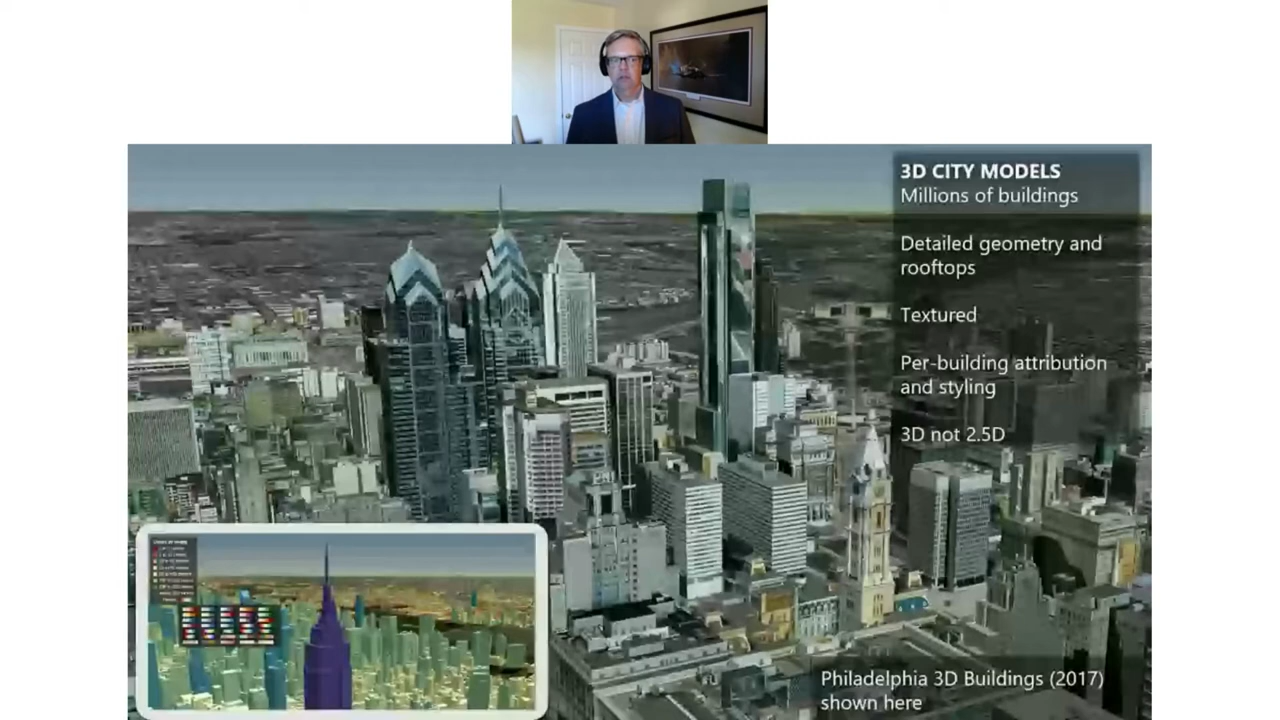 3D CITY MODELS
Millions of buildings
Detailed geometry and
rooftops
Textured
Per-building attribution
and styling
3D not 2.5D
Philadelphia 3D Buildings (2017)
shown here